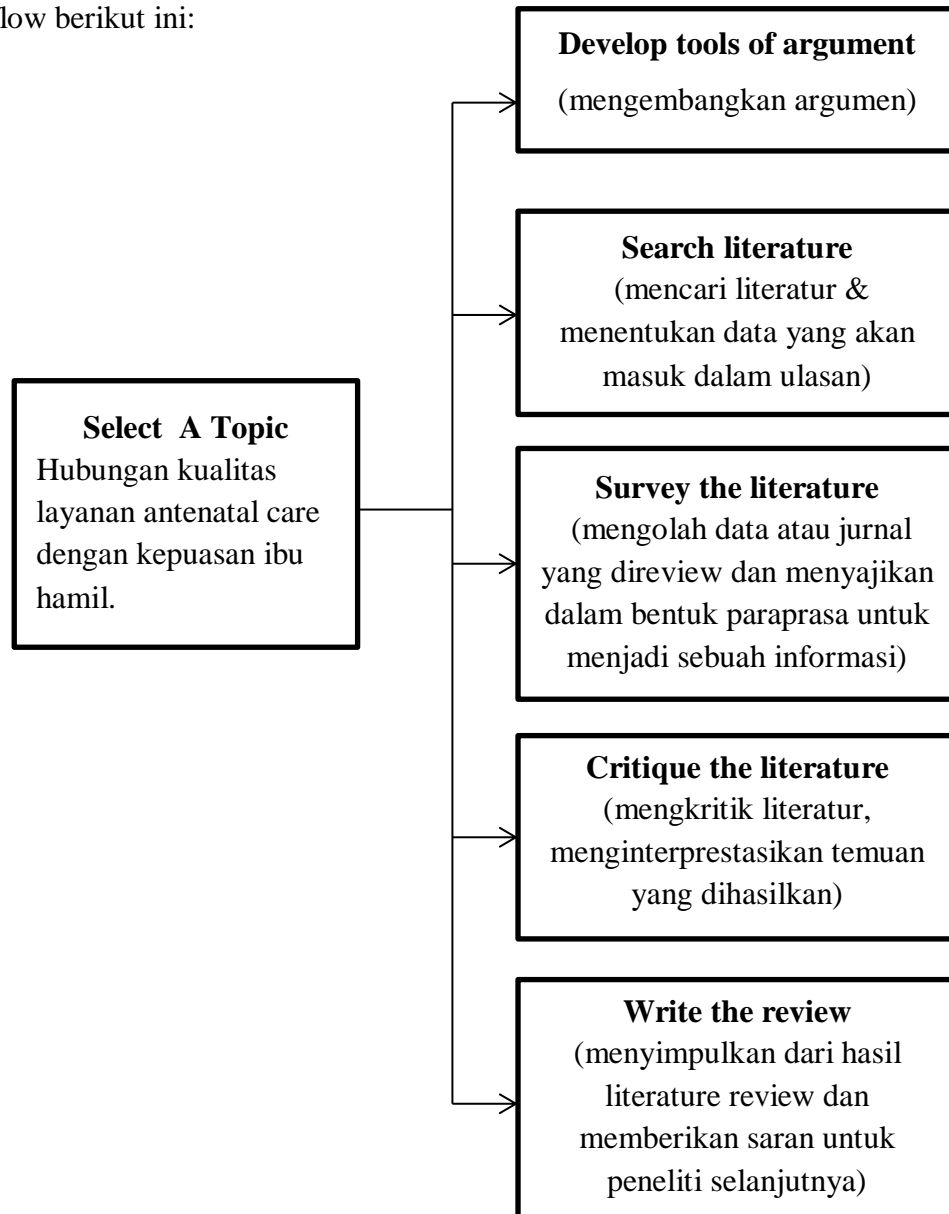 low berikut ini:
Develop tools of argument
(mengembangkan argumen)
Search literature
(mencari literatur &
menentukan data yang akan
masuk dalam ulasan)
Select A Topic
Hubungan kualitas
layanan antenatal care
dengan kepuasan ibu
hamil.
Survey the literature
(mengolah data atau jurnal
yang direview dan menyajikan
dalam bentuk paraprasa untuk
menjadi sebuah informasi)
Critique the literature
(mengkritik literatur,
menginterprestasikan temuan
yang dihasilkan)
Write the review
(menyimpulkan dari hasil
literature review dan
memberikan saran untuk
peneliti selanjutnya)